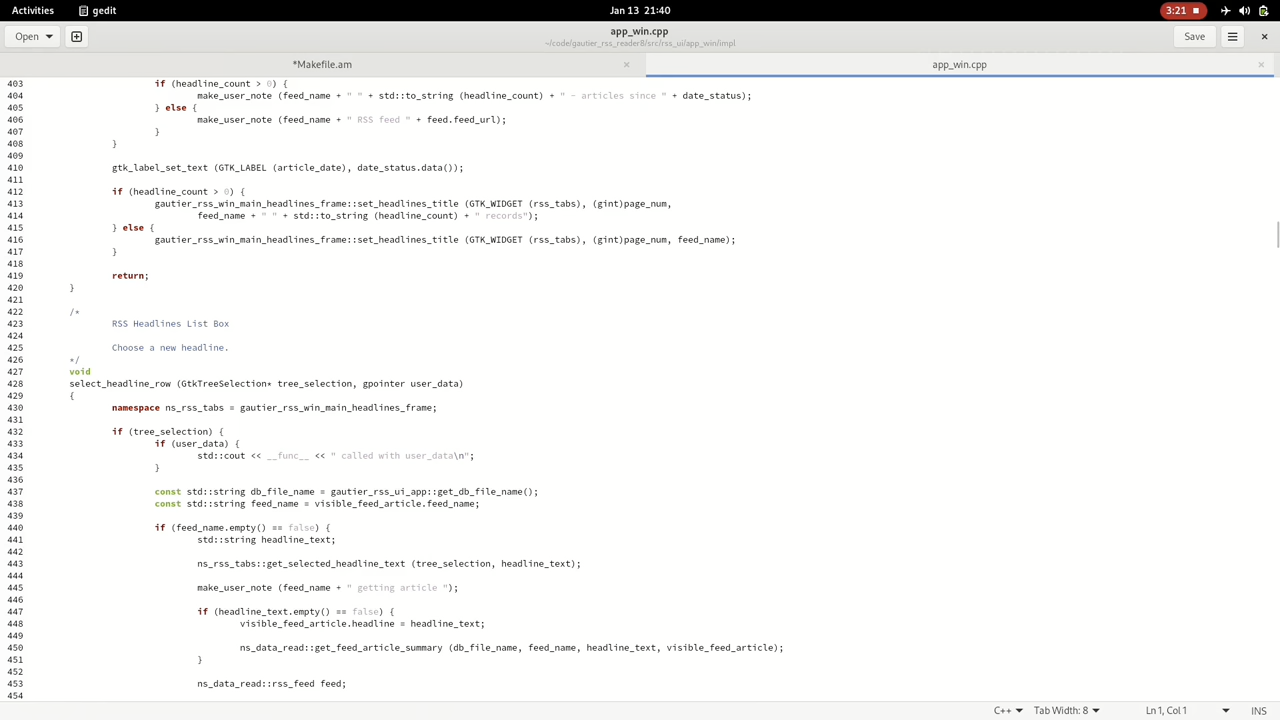 Activities
gedit
Jan 13 21:40
3:21
Open
app_win.cpp
~/code/gautier_rss_reader8/src/rss_ui/app_win/impl
Save
*Makefile.am
app_win.cpp
403 if (headline_count > 0) {
404 make_user_note (feed_name + " " + std::to_string (headline_count) + " - articles since " + date_status);
405 } else {
406 make_user_note (feed_name + " RSS feed " + feed.feed_url);
407 }
408 }
409
410 gtk_label_set_text (GTK_LABEL (article_date), date_status.data());
411
412 if (headline_count > 0) {
413 gautier_rss_win_main_headlines_frame::set_headlines_title (GTK_WIDGET (rss_tabs), (gint)page_num,
414 feed_name + " " + std::to_string (headline_count) + " records");
415 } else {
416 gautier_rss_win_main_headlines_frame::set_headlines_title (GTK_WIDGET (rss_tabs), (gint)page_num, feed_name);
417 }
418
419 return;
420 }
421
422 /*
423 RSS Headlines List Box
424
425 Choose a new headline.
426 */
427 void
428 select_headline_row (GtkTreeSelection* tree_selection, gpointer user_data)
429 {
430 namespace ns_rss_tabs = gautier_rss_win_main_headlines_frame;
431
432 if (tree_selection) {
433 if (user_data) {
434 std::cout << __func__ << " called with user_data\n";
435 }
436
437 const std::string db_file_name = gautier_rss_ui_app::get_db_file_name();
438 const std::string feed_name = visible_feed_article.feed_name;
439
440 if (feed_name.empty() == false) {
441 std::string headline_text;
442
443 ns_rss_tabs::get_selected_headline_text (tree_selection, headline_text);
444
445 make_user_note (feed_name + " getting article ");
446
447 if (headline_text.empty() == false) {
448 visible_feed_article.headline = headline_text;
449
450 ns_data_read::get_feed_article_summary (db_file_name, feed_name, headline_text, visible_feed_article);
451 }
452
453 ns_data_read::rss_feed feed;
454
C++
Tab Width: 8
Ln 1, Col 1
INS